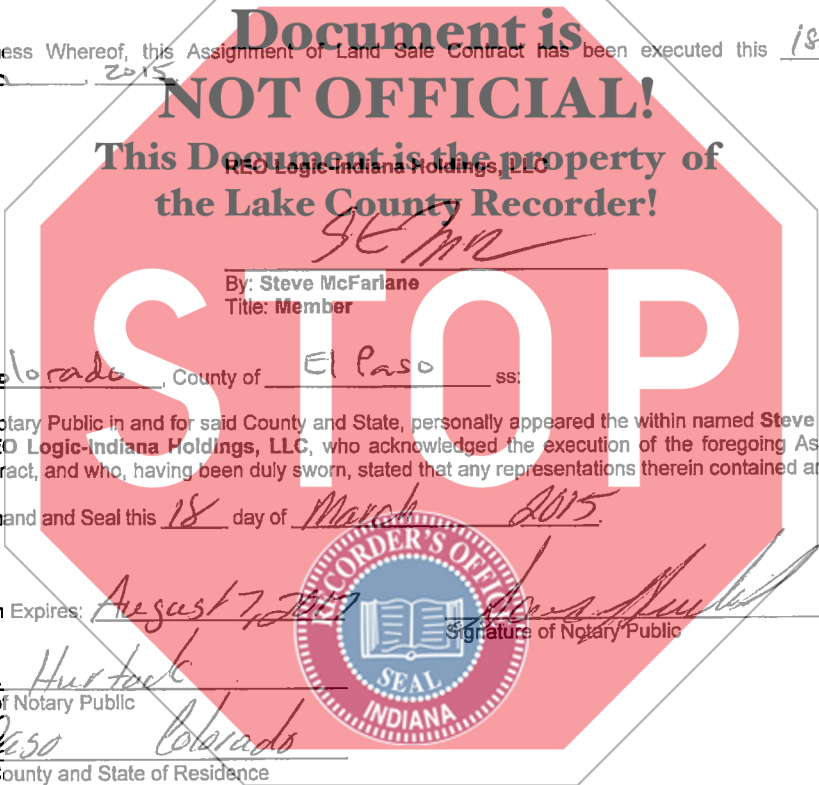 Document is
ess Whereof, this Assignment of Land Sale Contract has been executed this 18
, 2015
NOT OFFICIAL!
This Document is the property of
REO Logic-Indiana Holdings, LLC
the Lake County Recorder!
By: Steve McFarlane
Title: Member
STOP
lorado, County of El Paso ss:
otary Public in and for said County and State, personally appeared the within named Steve
EO Logic-Indiana Holdings, LLC, who acknowledged the execution of the foregoing As
ract, and who, having been duly sworn, stated that any representations therein contained ar
and and Seal this 18 day of March 2015.
n Expires: August 7, 2017
Signature of Notary Public
RECORDER'S OFFICE
SEAL
INDIANA
Hurtack
f Notary Public
aso Colorado
ounty and State of Residence